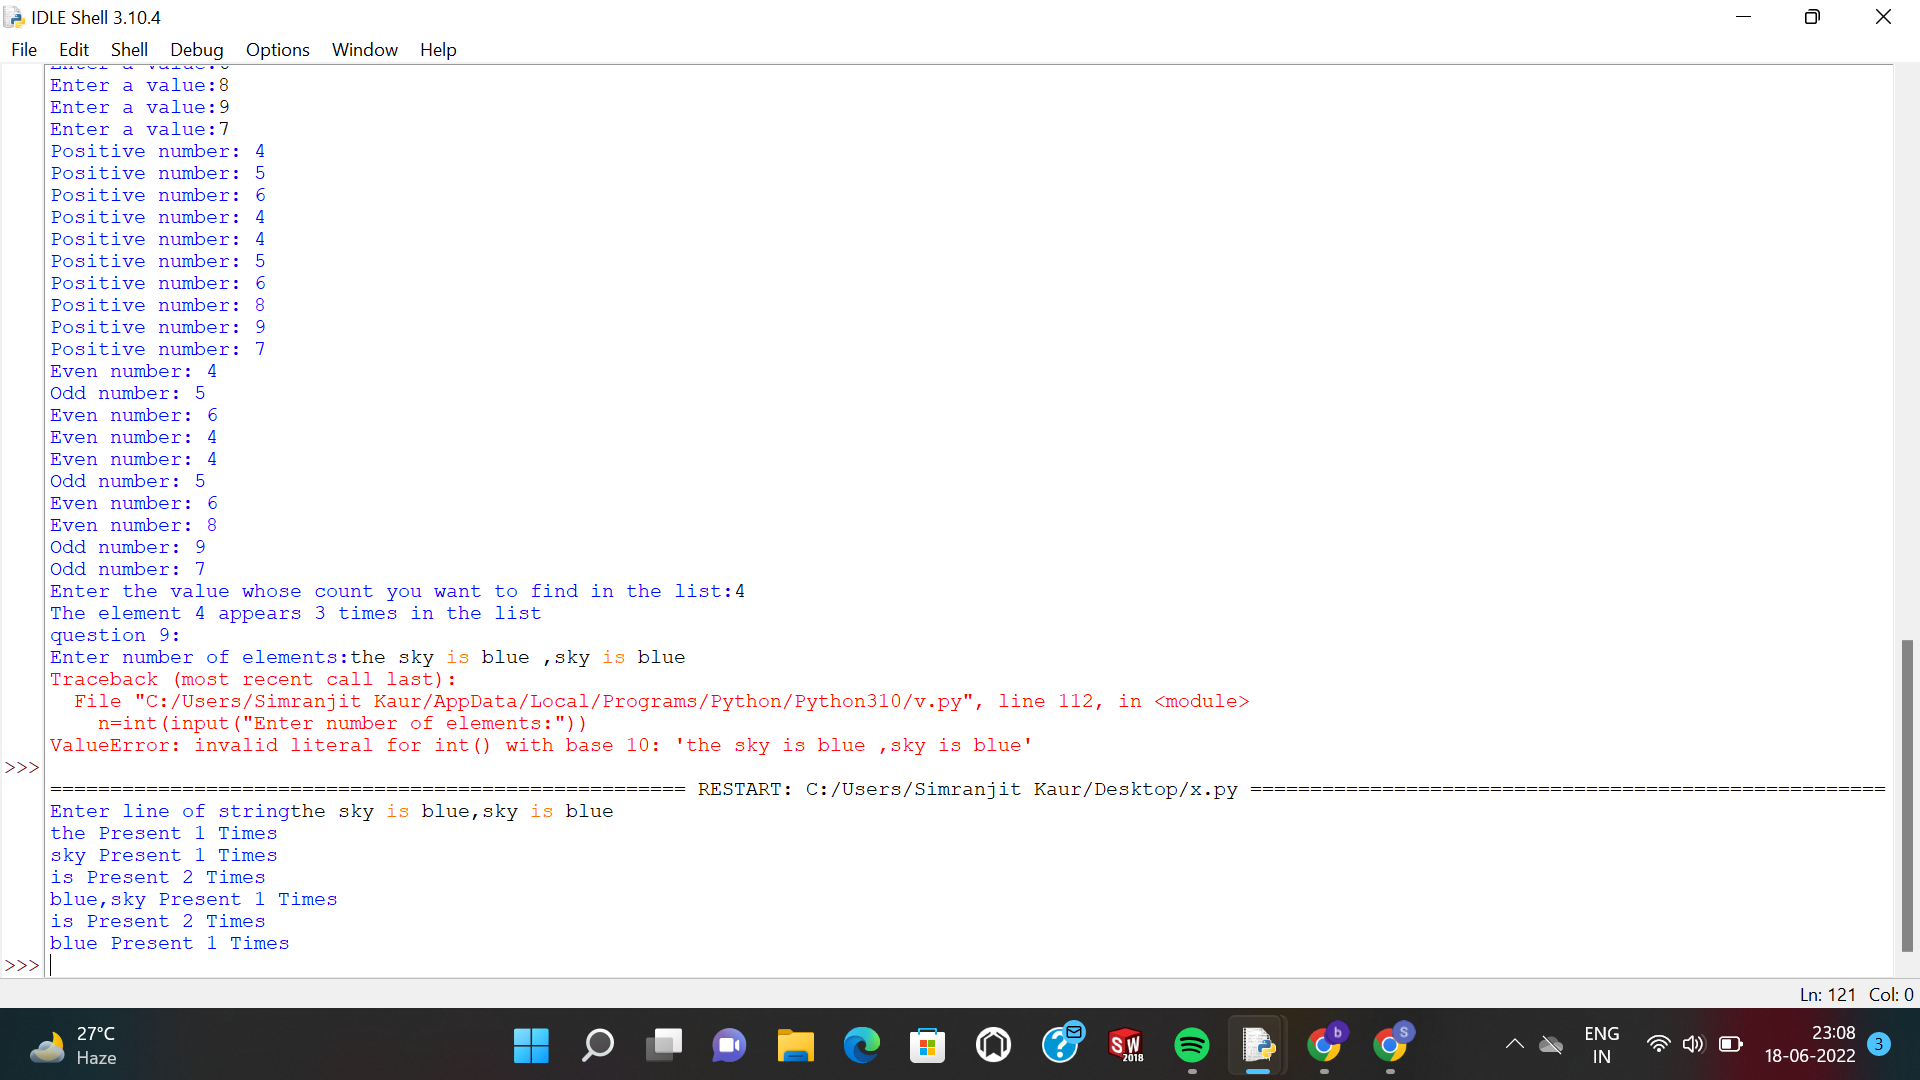 IDLE Shell 3.10.4
File Edit Shell Debug Options Window Help
Enter a value:8
Enter a value:9
Enter a value:7
Positive number: 4
Positive number: 5
Positive number: 6
Positive number: 4
Positive number: 4
Positive number: 5
Positive number: 6
Positive number: 8
Positive number: 9
Positive number: 7
Even number: 4
Odd number: 5
Even number: 6
Even number: 4
Even number: 4
Odd number: 5
Even number: 6
Even number: 8
Odd number: 9
Odd number: 7
Enter the value whose count you want to find in the list:4
The element 4 appears 3 times in the list
question 9:
Enter number of elements:the sky is blue ,sky is blue
Traceback (most recent call last):
  File "C:/Users/Simranjit Kaur/AppData/Local/Programs/Python/Python310/v.py", line 112, in <module>
    n=int(input("Enter number of elements:"))
ValueError: invalid literal for int() with base 10: 'the sky is blue ,sky is blue'
>>>
===================================================== RESTART: C:/Users/Simranjit Kaur/Desktop/x.py =====================================================
Enter line of stringthe sky is blue,sky is blue
the Present 1 Times
sky Present 1 Times
is Present 2 Times
blue,sky Present 1 Times
is Present 2 Times
blue Present 1 Times
>>>
Ln: 121 Col: 0
27°C
Haze
SW
2018
b
S
ENG
IN
23:08
18-06-2022
3